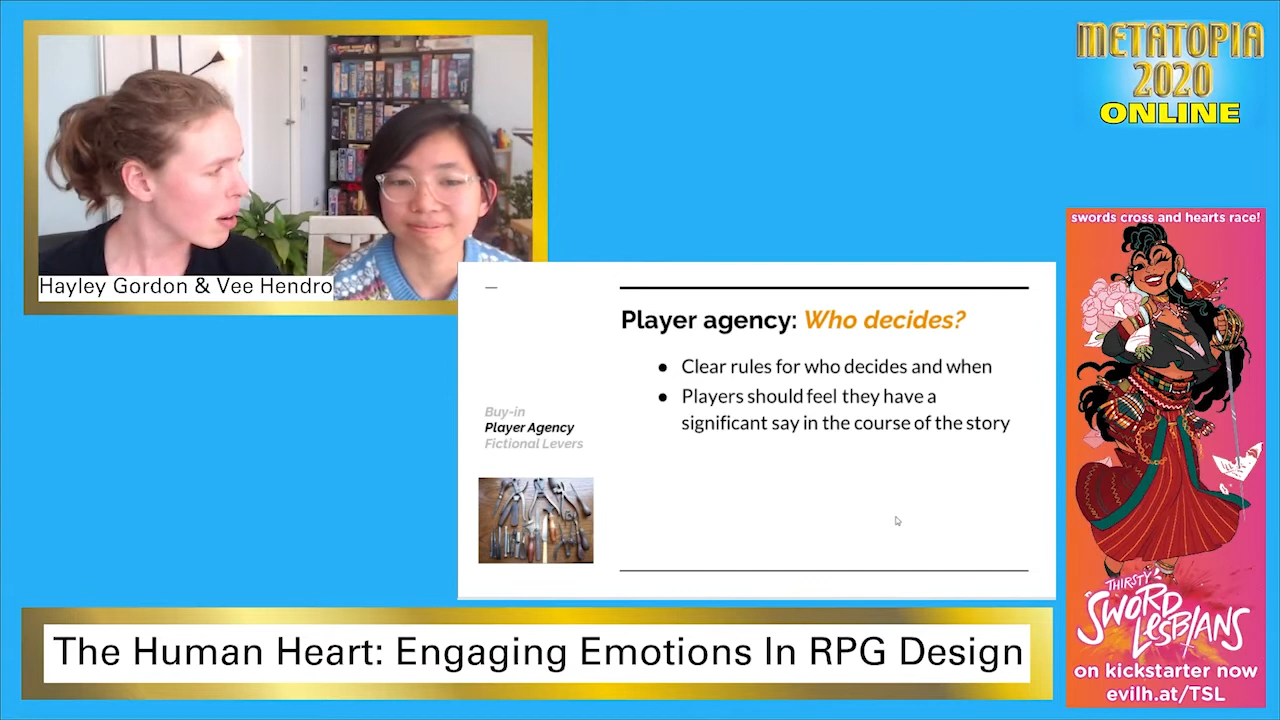 METATOPIA
2020
ONLINE
Hayley Gordon & Vee Hendro
swords cross and hearts race!
Player agency: Who decides?
● Clear rules for who decides and when
● Players should feel they have a
significant say in the course of the story
Buy-in
Player Agency
Fictional Levers
THIRSTY
SWORD
LESBIANS
on kickstarter now
evilh.at/TSL
The Human Heart: Engaging Emotions In RPG Design